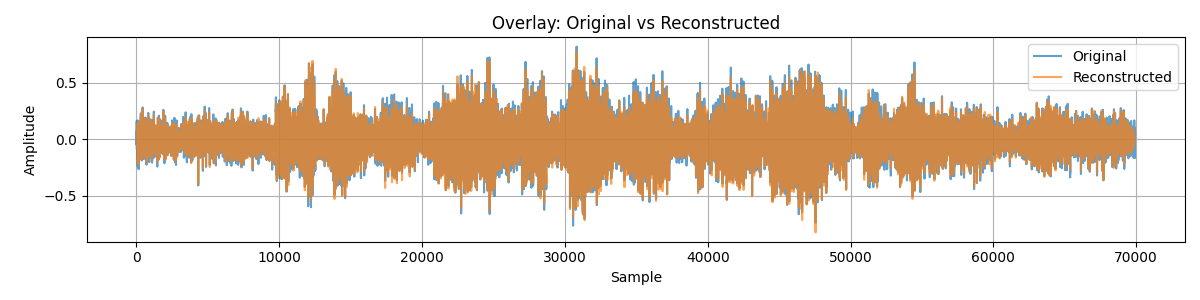 Overlay: Original vs Reconstructed
Original
Reconstructed
Amplitude
0.5
0.0
−0.5
0 10000 20000 30000 40000 50000 60000 70000
Sample